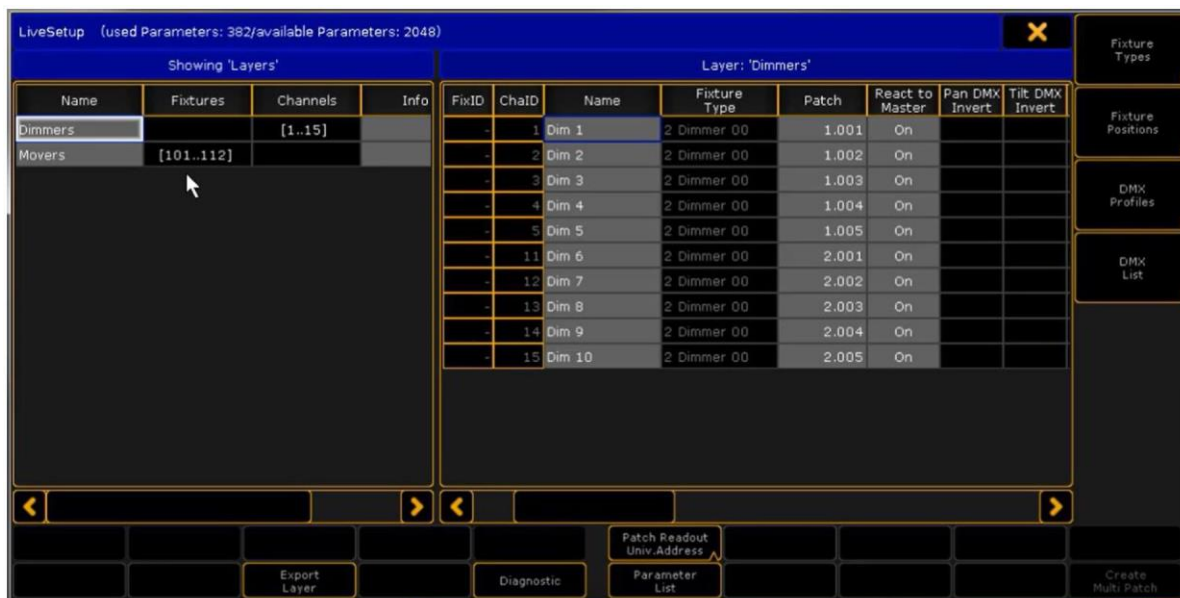 LiveSetup (used Parameters: 382/available Parameters: 2048)
Showing 'Layers'
Layer: 'Dimmers'
Name Fixtures Channels Info
Dimmers [1..15]
Movers [101..112]
FixID ChaID Name Fixture Type Patch React to Master Pan DMX Invert Tilt DMX Invert
- 1 Dim 1 2 Dimmer 00 1.001 On
- 2 Dim 2 2 Dimmer 00 1.002 On
- 3 Dim 3 2 Dimmer 00 1.003 On
- 4 Dim 4 2 Dimmer 00 1.004 On
- 5 Dim 5 2 Dimmer 00 1.005 On
- 11 Dim 6 2 Dimmer 00 2.001 On
- 12 Dim 7 2 Dimmer 00 2.002 On
- 13 Dim 8 2 Dimmer 00 2.003 On
- 14 Dim 9 2 Dimmer 00 2.004 On
- 15 Dim 10 2 Dimmer 00 2.005 On
Fixture
Types
Fixture
Positions
DMX
Profiles
DMX
List
Patch Readout
Univ.Address
Export
Layer
Diagnostic
Parameter
List
Create
Multi Patch